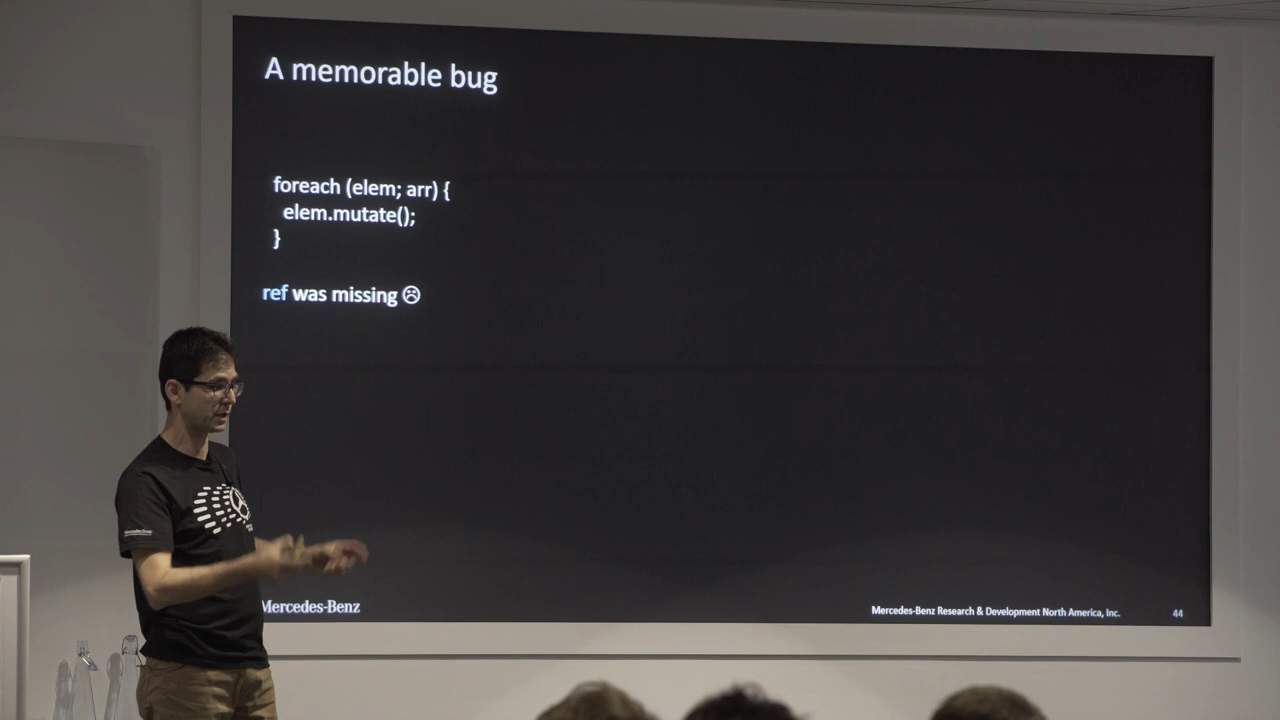 A memorable bug
foreach (elem; arr) {
elem.mutate();
}
ref was missing ☹
Mercedes-Benz
Mercedes-Benz Research & Development North America, Inc.
44